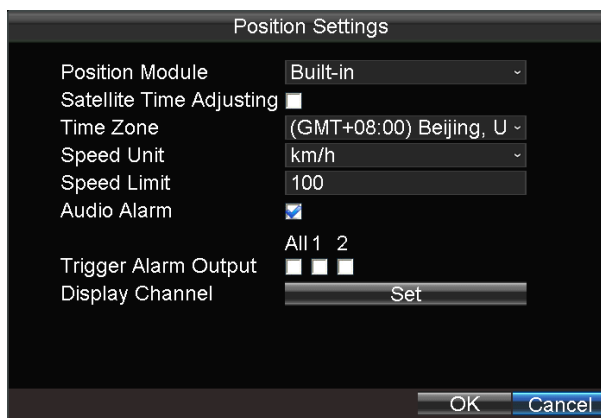 Position Settings
Position Module Built-in
Satellite Time Adjusting
Time Zone (GMT+08:00) Beijing, U
Speed Unit km/h
Speed Limit 100
Audio Alarm
All 1 2
Trigger Alarm Output
Display Channel Set
OK Cancel